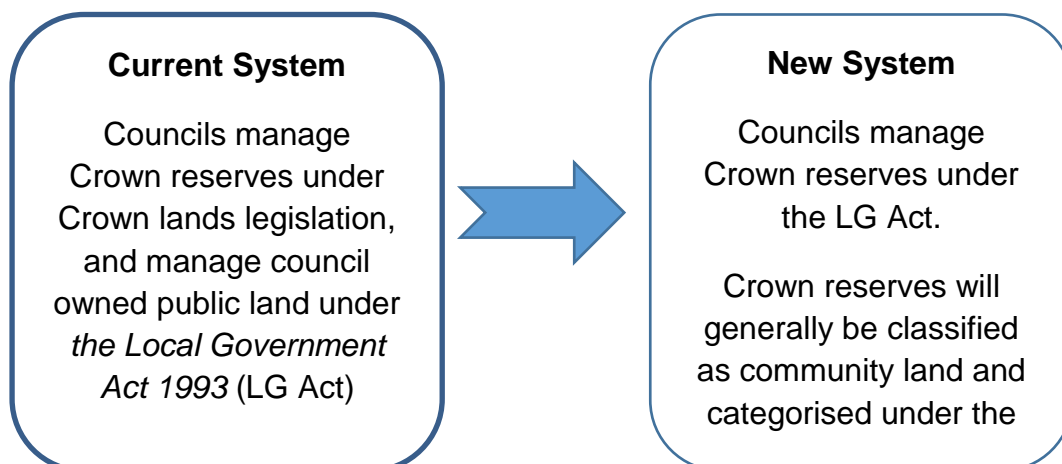 Current System
Councils manage
Crown reserves under
Crown lands legislation,
and manage council
owned public land under
the Local Government
Act 1993 (LG Act)
New System
Councils manage
Crown reserves under
the LG Act.
Crown reserves will
generally be classified
as community land and
categorised under the